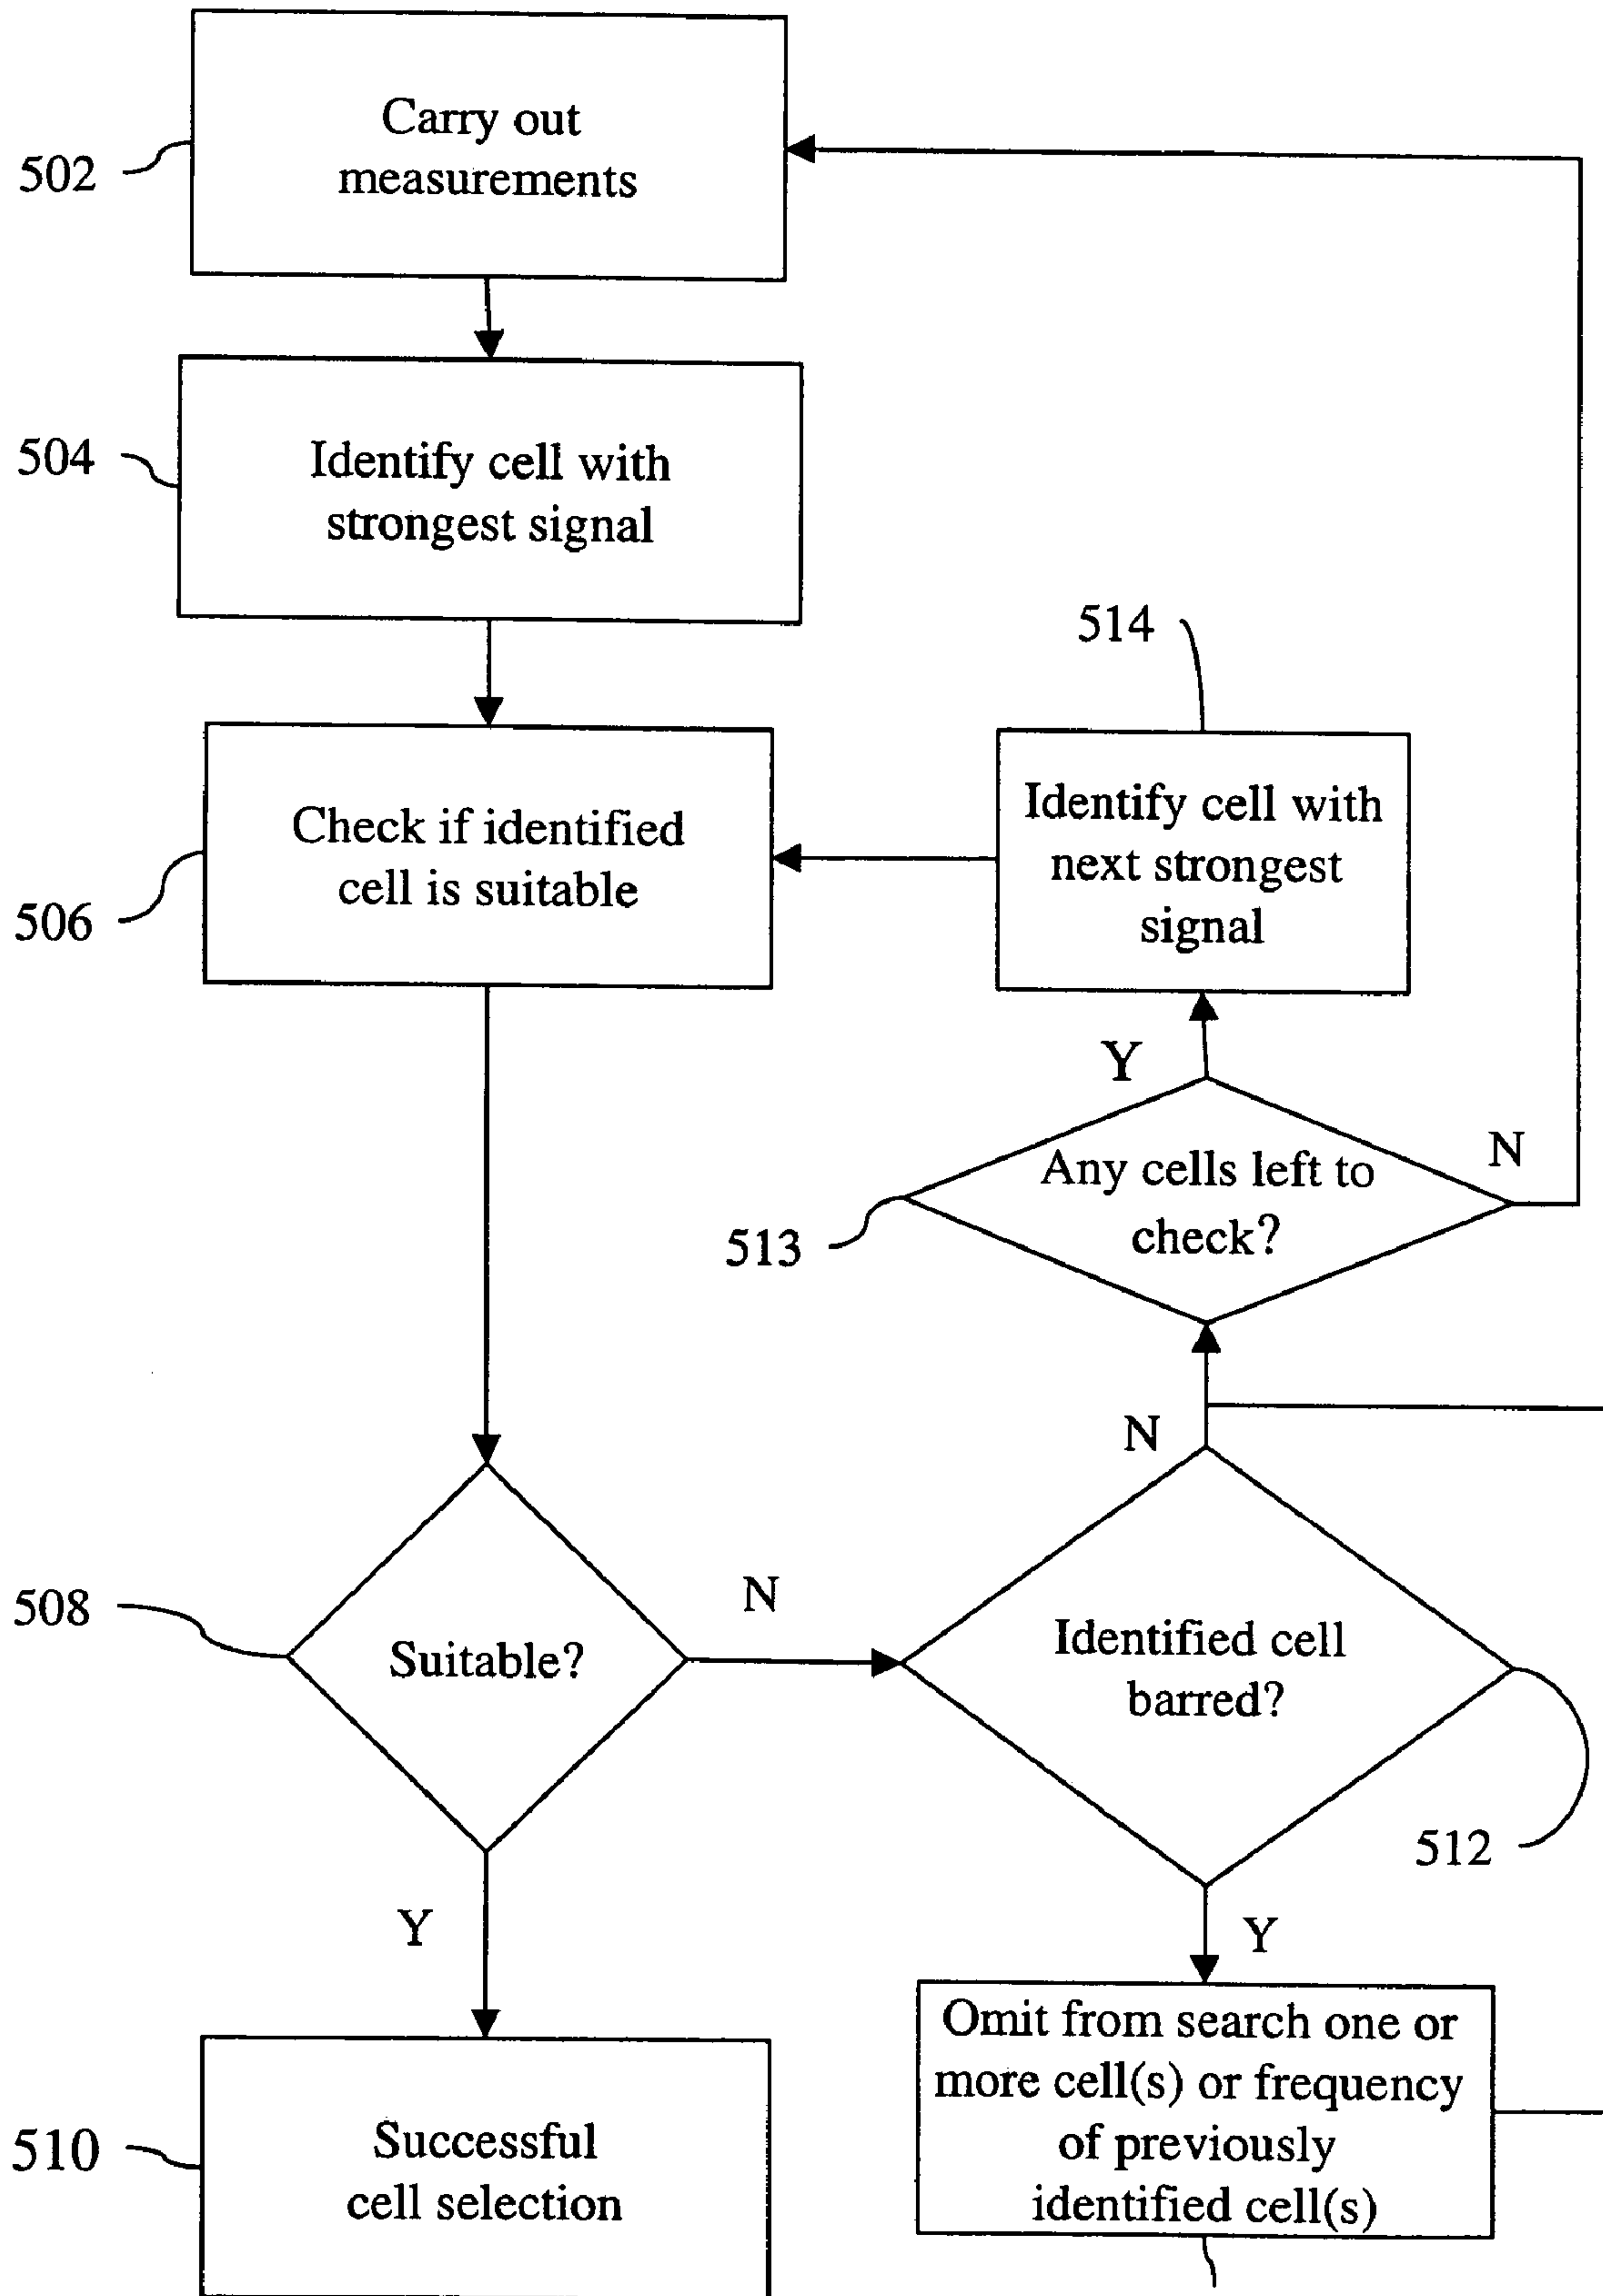 Carry out
measurements
502
504
Identify cell with
strongest signal
514
Check if identified
cell is suitable
506
Identify cell with
next strongest
signal
Y
N
Any cells left to
check?
513
N
508
Suitable?
N
Identified cell
barred?
512
Y
Y
Omit from search one or
more cell(s) or frequency
of previously
identified cell(s)
510
Successful
cell selection